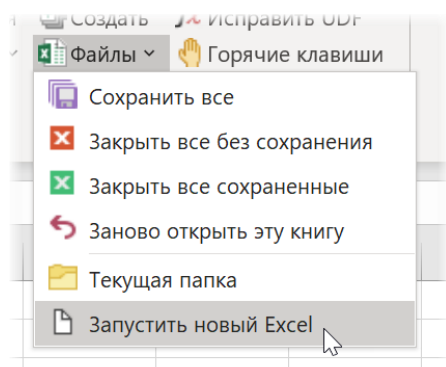 Создать Исправить UDF
Файлы Горячие клавиши
Сохранить все
Закрыть все без сохранения
Закрыть все сохраненные
Заново открыть эту книгу
Текущая папка
Запустить новый Excel